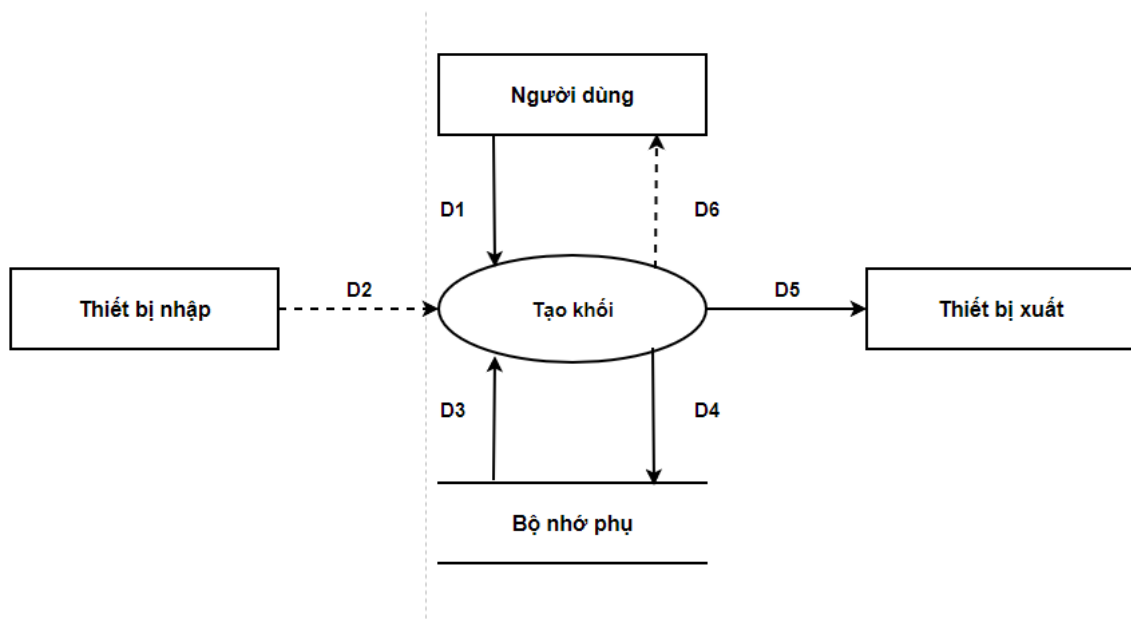 Người dùng
D1
D6
Thiết bị nhập
D2
Tạo khối
D5
Thiết bị xuất
D3
D4
Bộ nhớ phụ